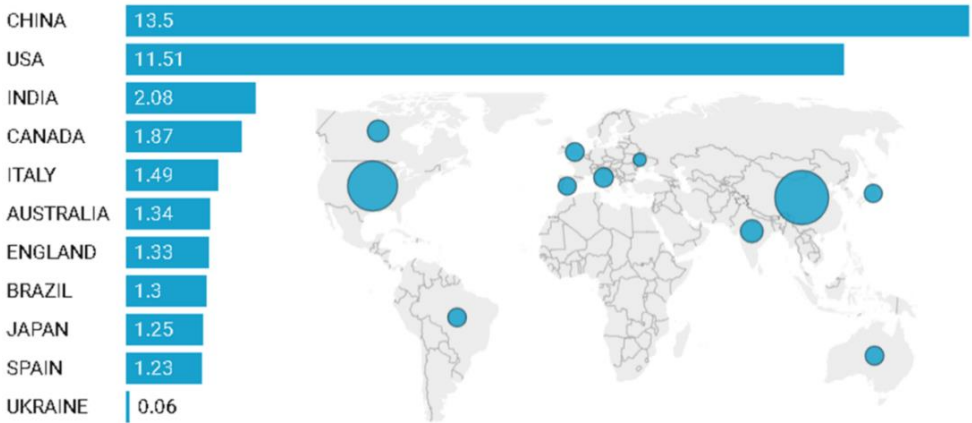 CHINA 13.5
USA 11.51
INDIA 2.08
CANADA 1.87
ITALY 1.49
AUSTRALIA 1.34
ENGLAND 1.33
BRAZIL 1.3
JAPAN 1.25
SPAIN 1.23
UKRAINE 0.06